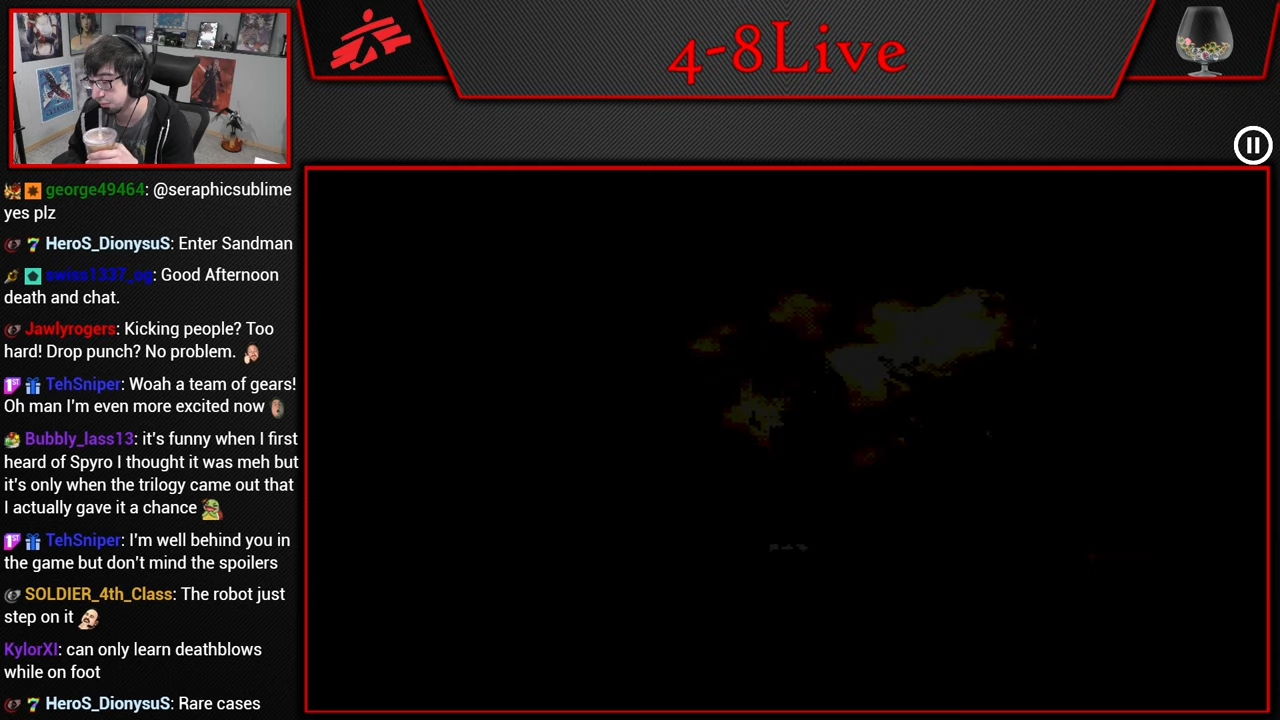 4-8Live
george49464: @seraphicsublime
yes plz
HeroS_DionysuS: Enter Sandman
swiss1337_og: Good Afternoon
death and chat.
Jawlyrogers: Kicking people? Too
hard! Drop punch? No problem.
TehSniper: Woah a team of gears!
Oh man I'm even more excited now
Bubbly_lass13: it's funny when I first
heard of Spyro I thought it was meh but
it's only when the trilogy came out that
I actually gave it a chance
TehSniper: I'm well behind you in
the game but don't mind the spoilers
SOLDIER_4th_Class: The robot just
step on it
KylorXI: can only learn deathblows
while on foot
HeroS_DionysuS: Rare cases